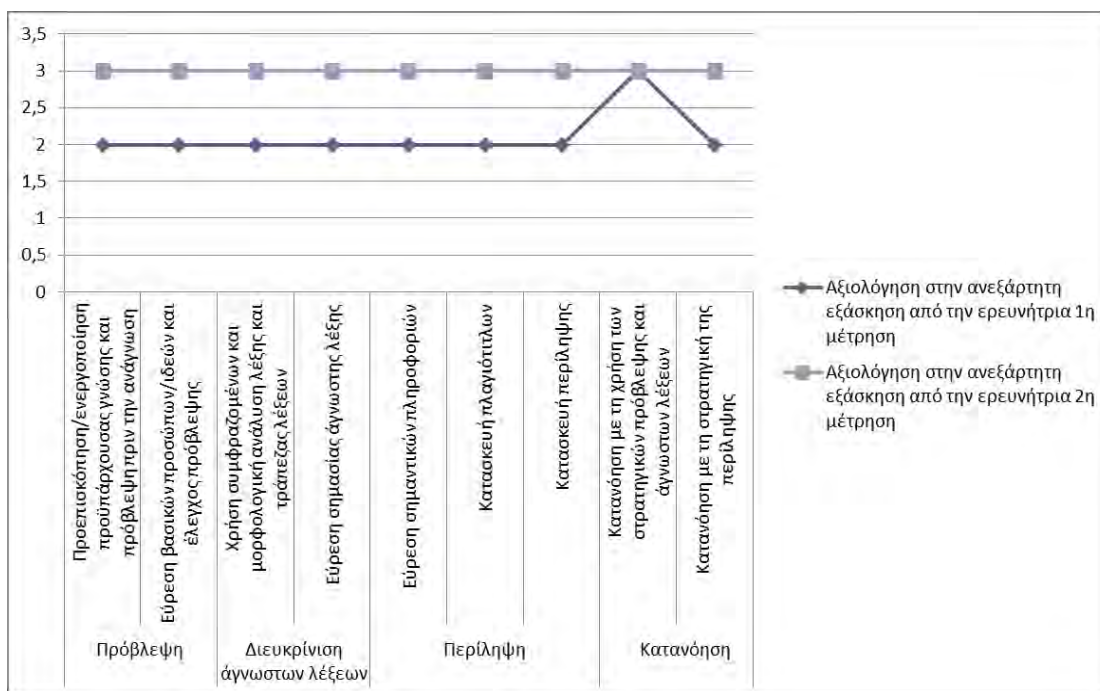 3,5
3
2,5
2
1,5
1
0,5
0
Προεπισκόπηση/ενεργοποίηση
προϋπάρχουσας γνώσης και
πρόβλεψη πριν την ανάγνωση
Εύρεση βασικών προσώπων/ιδεών και
έλεγχος πρόβλεψης
Χρήση συμφραζομένων και
μορφολογική ανάλυση λέξης και
τράπεζας λέξεων
Εύρεση σημασίας άγνωστης λέξης
Εύρεση σημαντικών πληροφοριών
Κατασκευή πλαγιότιτλων
Κατασκευή περίληψης
Κατανόηση με τη χρήση των
στρατηγικών πρόβλεψης και
άγνωστων λέξεων
Κατανόηση με τη στρατηγική της
περίληψης
Πρόβλεψη
Διευκρίνιση
άγνωστων λέξεων
Περίληψη
Κατανόηση
Αξιολόγηση στην ανεξάρτητη
εξάσκηση από την ερευνήτρια 1η
μέτρηση
Αξιολόγηση στην ανεξάρτητη
εξάσκηση από την ερευνήτρια 2η
μέτρηση